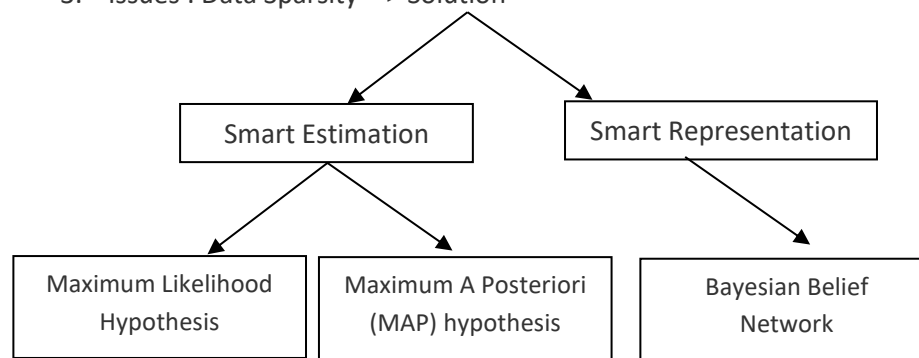 Issues : Data Sparsity -> Solution
Smart Estimation
Smart Representation
Maximum Likelihood
Hypothesis
Maximum A Posteriori
(MAP) hypothesis
Bayesian Belief
Network